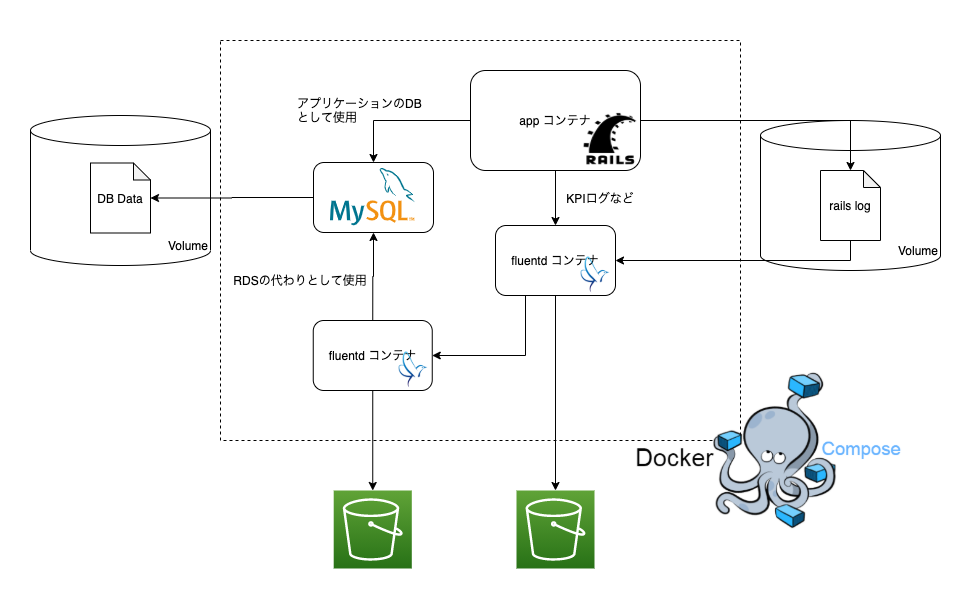 アプリケーションのDB
として使用
app コンテナ
RAILS
DB Data
Volume
MySQL
TM
KPIログなど
rails log
Volume
fluentd コンテナ
RDSの代わりとして使用
fluentd コンテナ
Docker
Compose